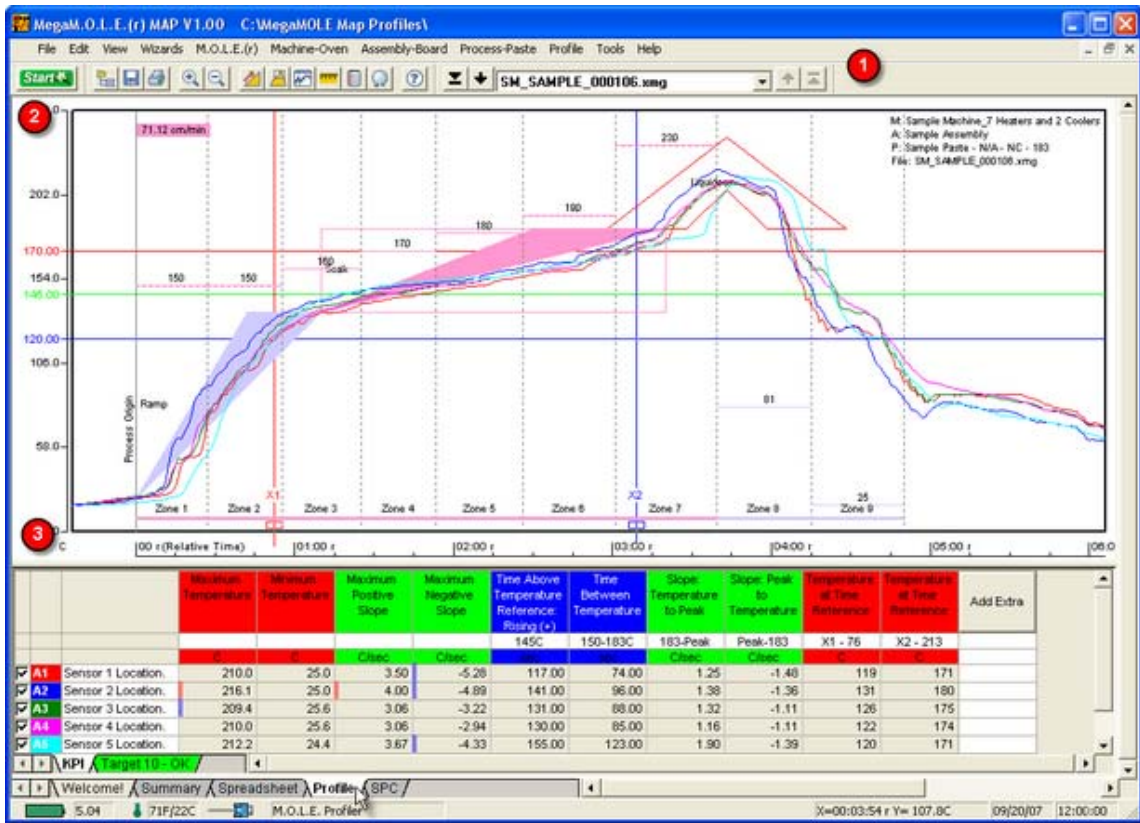 MegaM.O.L.E.(r) MAP V1.00 C:\MegaMOLE Map Profiles\
File Edit View Wizards M.O.L.E.(r) Machine-Oven Assembly-Board Process-Paste Profile Tools Help
Start SM_SAMPLE_000106.xmg
1
2
71.12 cm/min
M: Sample Machine_7 Heaters and 2 Coolers
A: Sample Assembly
P: Sample Paste - N/A - NC - 183
File: SM_SAMPLE_000106.xmg
230
202.0
Liquidous
190
180
170
170.00
160
Soak
150 150
154.0
145.00
120.00
106.0
81
Ramp
Process Origin
58.0
X1 X2
25
Zone 1 Zone 2 Zone 3 Zone 4 Zone 5 Zone 6 Zone 7 Zone 8 Zone 9
3
C 00 r (Relative Time) 01:00 r 02:00 r 03:00 r 04:00 r 05:00 r 06:0
Maximum Temperature Minimum Temperature Maximum Positive Slope Maximum Negative Slope Time Above Temperature Reference: Rising (+) Time Between Temperature Slope: Temperature to Peak Slope: Peak to Temperature Temperature at Time Reference Temperature at Time Reference Add Extra
145C 150-183C 183-Peak Peak-183 X1 - 76 X2 - 213
C C C/sec C/sec C/sec C/sec C C
A1 Sensor 1 Location. 210.0 25.0 3.50 -5.28 117.00 74.00 1.25 -1.48 119 171
A2 Sensor 2 Location. 216.1 25.0 4.00 -4.89 141.00 96.00 1.38 -1.36 131 180
A3 Sensor 3 Location. 209.4 25.6 3.06 -3.22 131.00 88.00 1.32 -1.11 126 175
A4 Sensor 4 Location. 210.0 25.6 3.06 -2.94 130.00 85.00 1.16 -1.11 122 174
A5 Sensor 5 Location. 212.2 24.4 3.67 -4.33 155.00 123.00 1.90 -1.39 120 171
KPI Target 10 - OK
Welcome! Summary Spreadsheet Profile SPC
5.04 71F/22C M.O.L.E. Profiler X=00:03:54 r Y= 107.8C 09/20/07 12:00:00